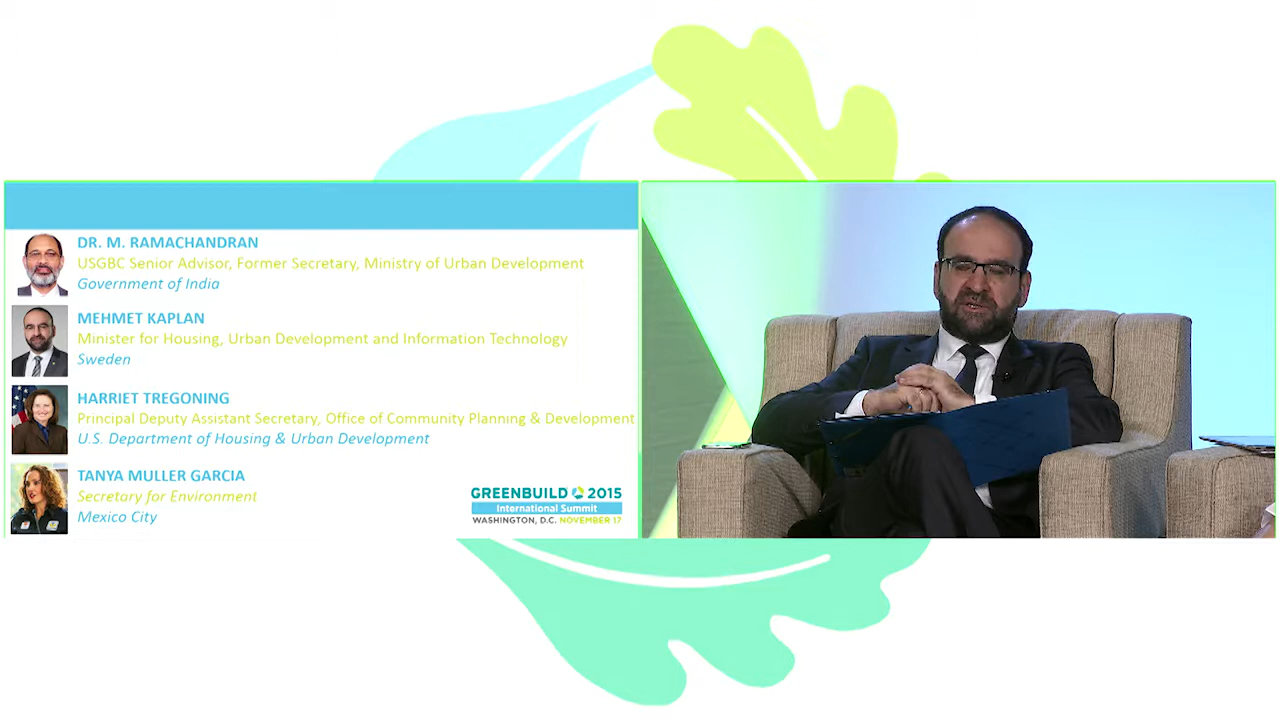 DR. M. RAMACHANDRAN
USGBC Senior Advisor, Former Secretary, Ministry of Urban Development
Government of India
MEHMET KAPLAN
Minister for Housing, Urban Development and Information Technology
Sweden
HARRIET TREGONING
Principal Deputy Assistant Secretary, Office of Community Planning & Development
U.S. Department of Housing & Urban Development
TANYA MULLER GARCIA
Secretary for Environment
Mexico City
GREENBUILD 2015
International Summit
WASHINGTON, D.C. NOVEMBER 17